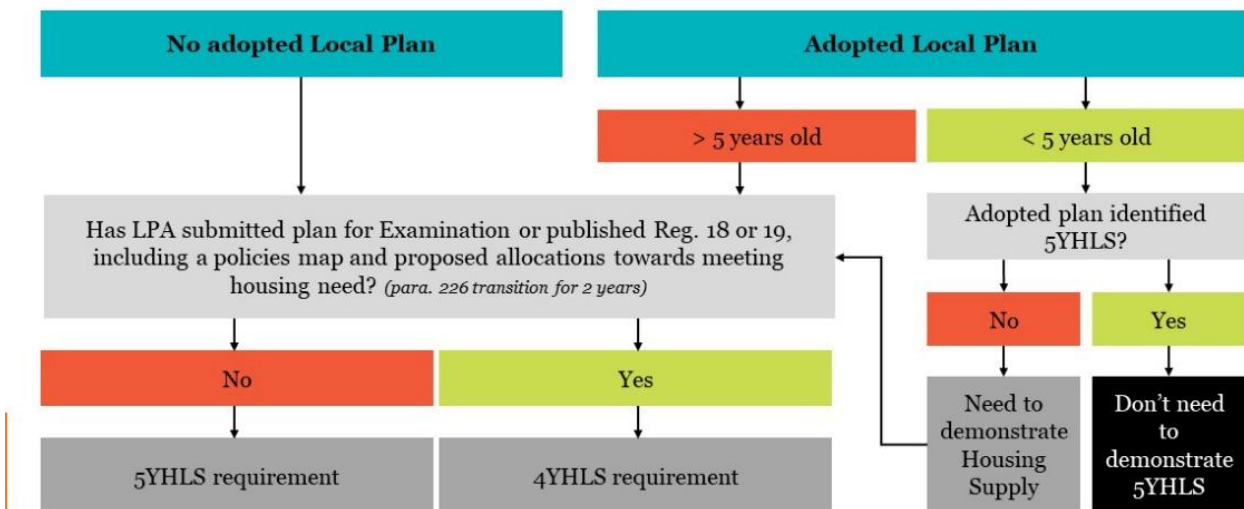 No adopted Local Plan
Adopted Local Plan
> 5 years old
< 5 years old
Has LPA submitted plan for Examination or published Reg. 18 or 19,
including a policies map and proposed allocations towards meeting
housing need? (para. 226 transition for 2 years)
Adopted plan identified
5YHLS?
No
Yes
No
Yes
5YHLS requirement
4YHLS requirement
Need to
demonstrate
Housing
Supply
Don’t need
to
demonstrate
5YHLS